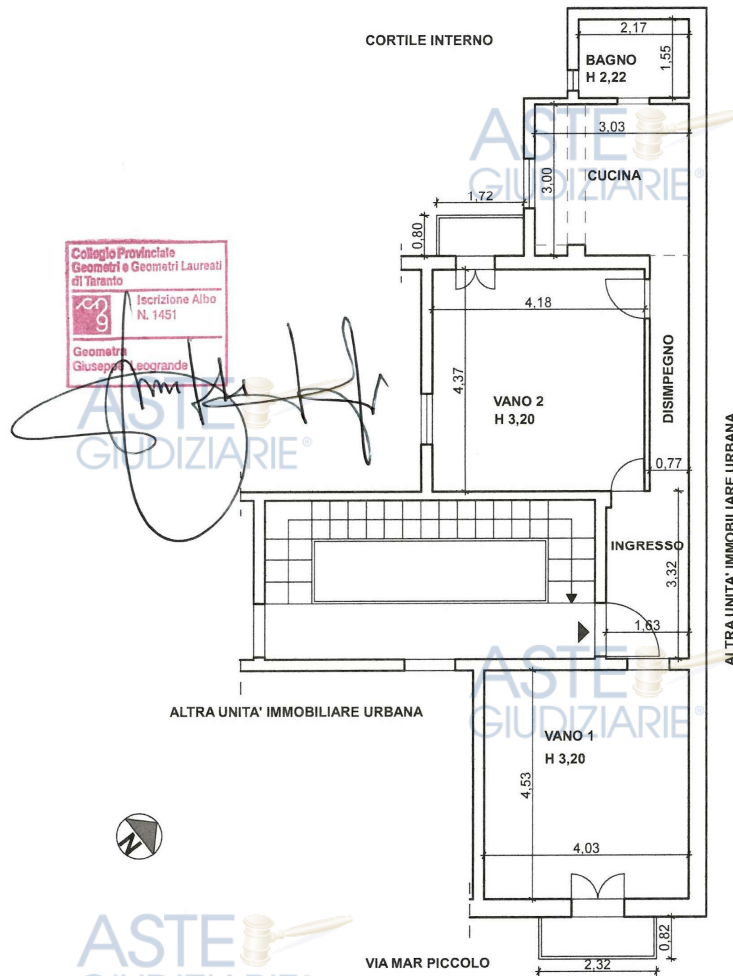 CORTILE INTERNO
2,17
BAGNO
H 2,22
1,55
3,03
CUCINA
3,00
1,72
0,80
ASTE
GIUDIZIARIE®
Collegio Provinciale
Geometri e Geometri Laureati
di Taranto
Iscrizione Albo
N. 1451
Geometra
Giuseppe Leogrande
4,18
4,37
VANO 2
H 3,20
DISIMPEGNO
0,77
ASTE
GIUDIZIARIE®
ALTRA UNITA' IMMOBILIARE URBANA
INGRESSO
3,32
1,63
ASTE
GIUDIZIARIE®
ALTRA UNITA' IMMOBILIARE URBANA
VANO 1
H 3,20
4,53
4,03
N
ASTE
GIUDIZIARIE®
VIA MAR PICCOLO
0,82
2,32